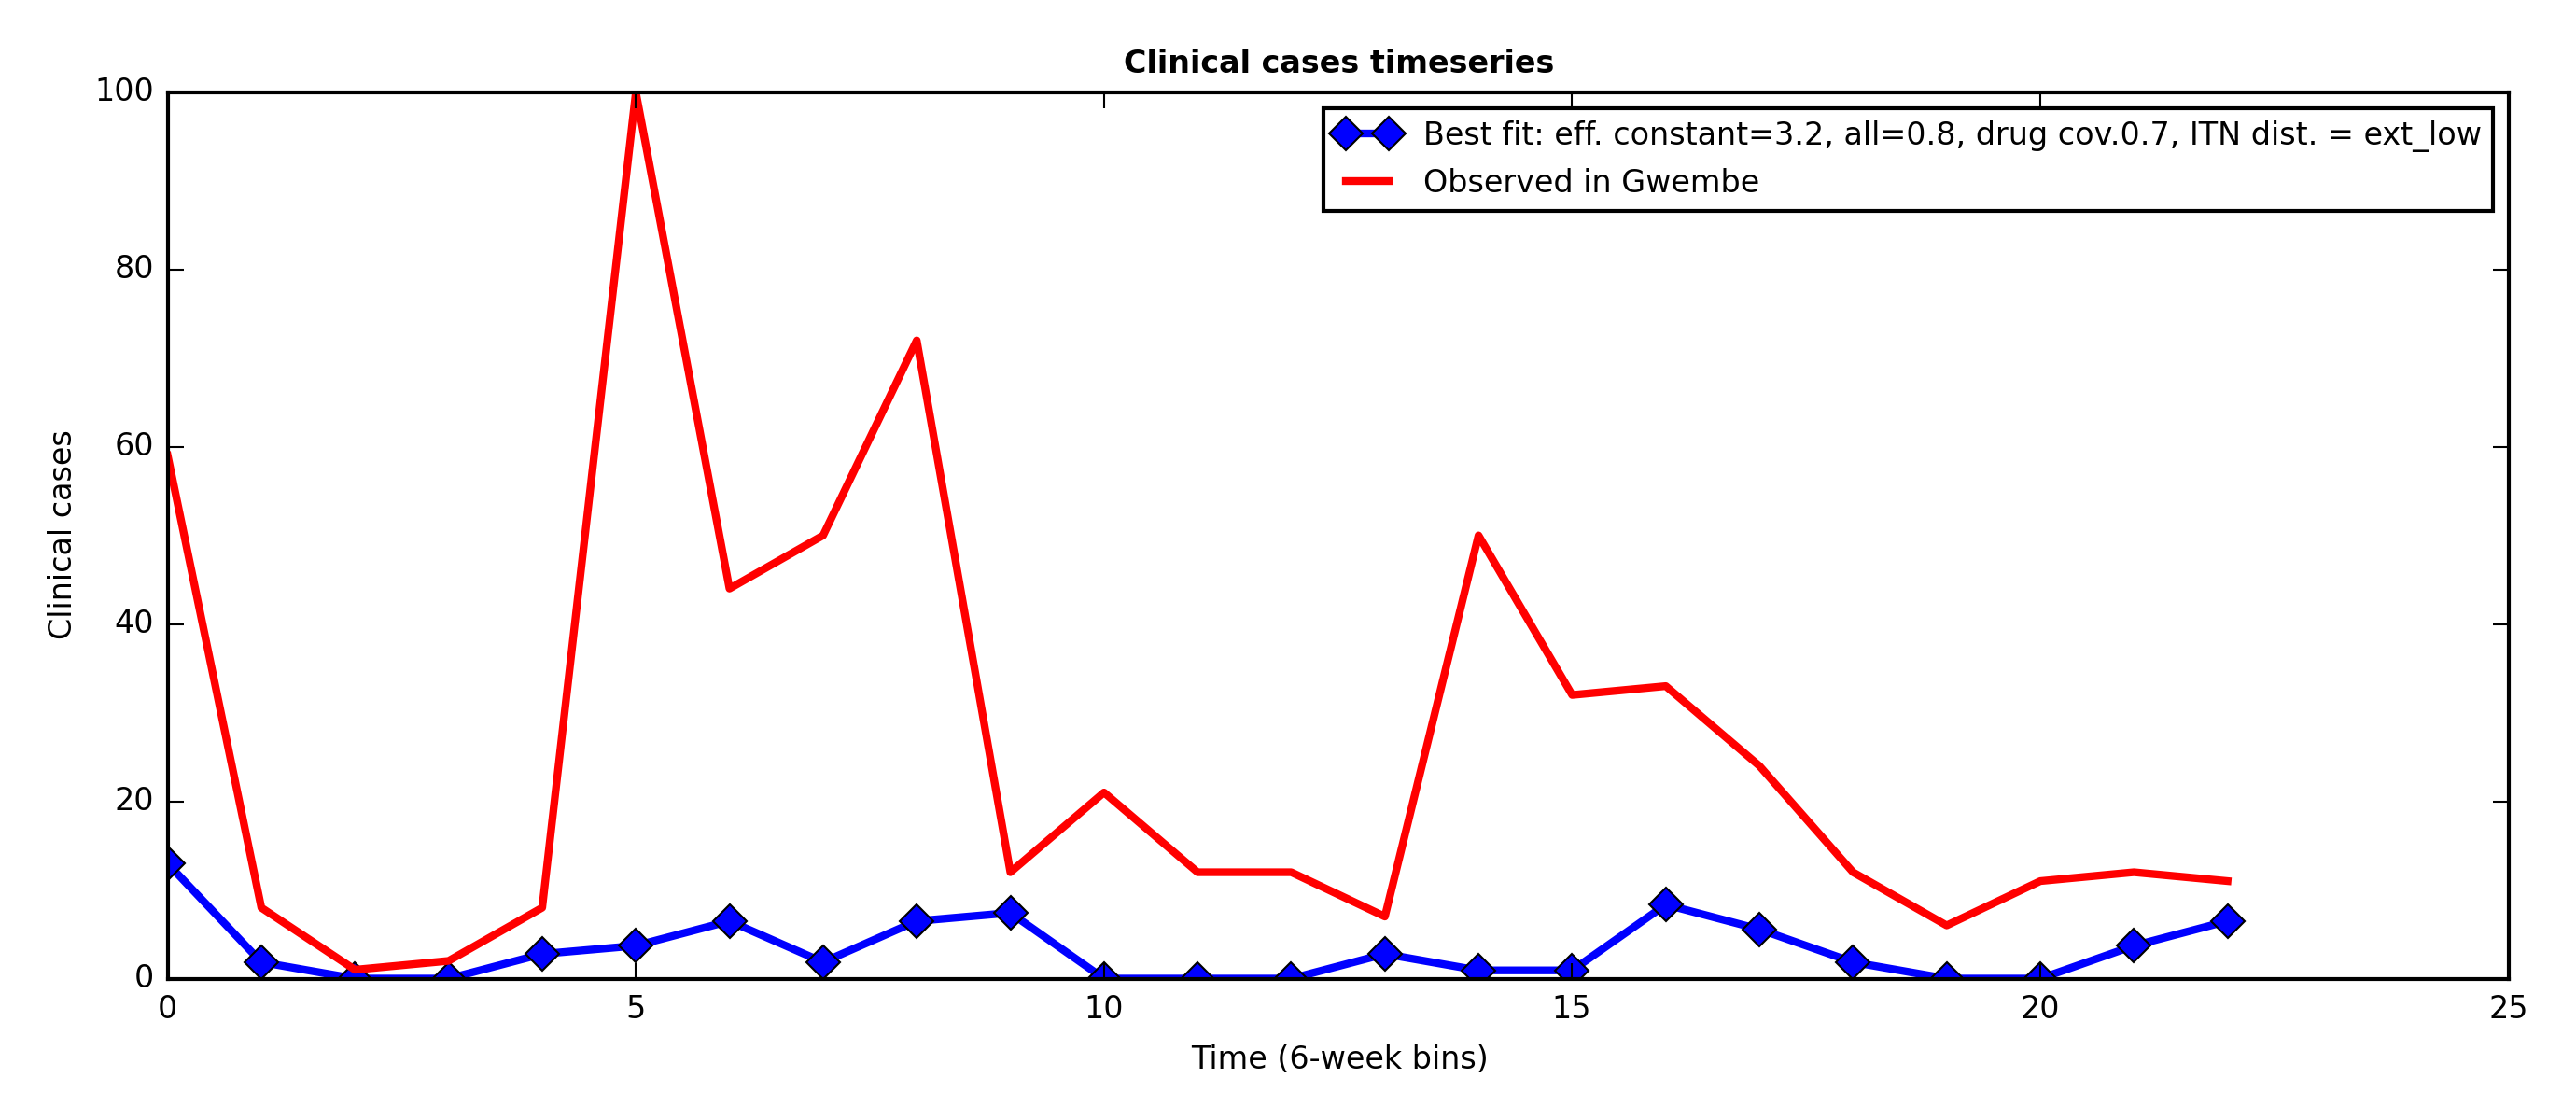 Clinical cases timeseries
Best fit: eff. constant=3.2, all=0.8, drug cov.0.7, ITN dist. = ext_low
Observed in Gwembe
100
80
60
40
20
0
Clinical cases
0 5 10 15 20 25
Time (6-week bins)